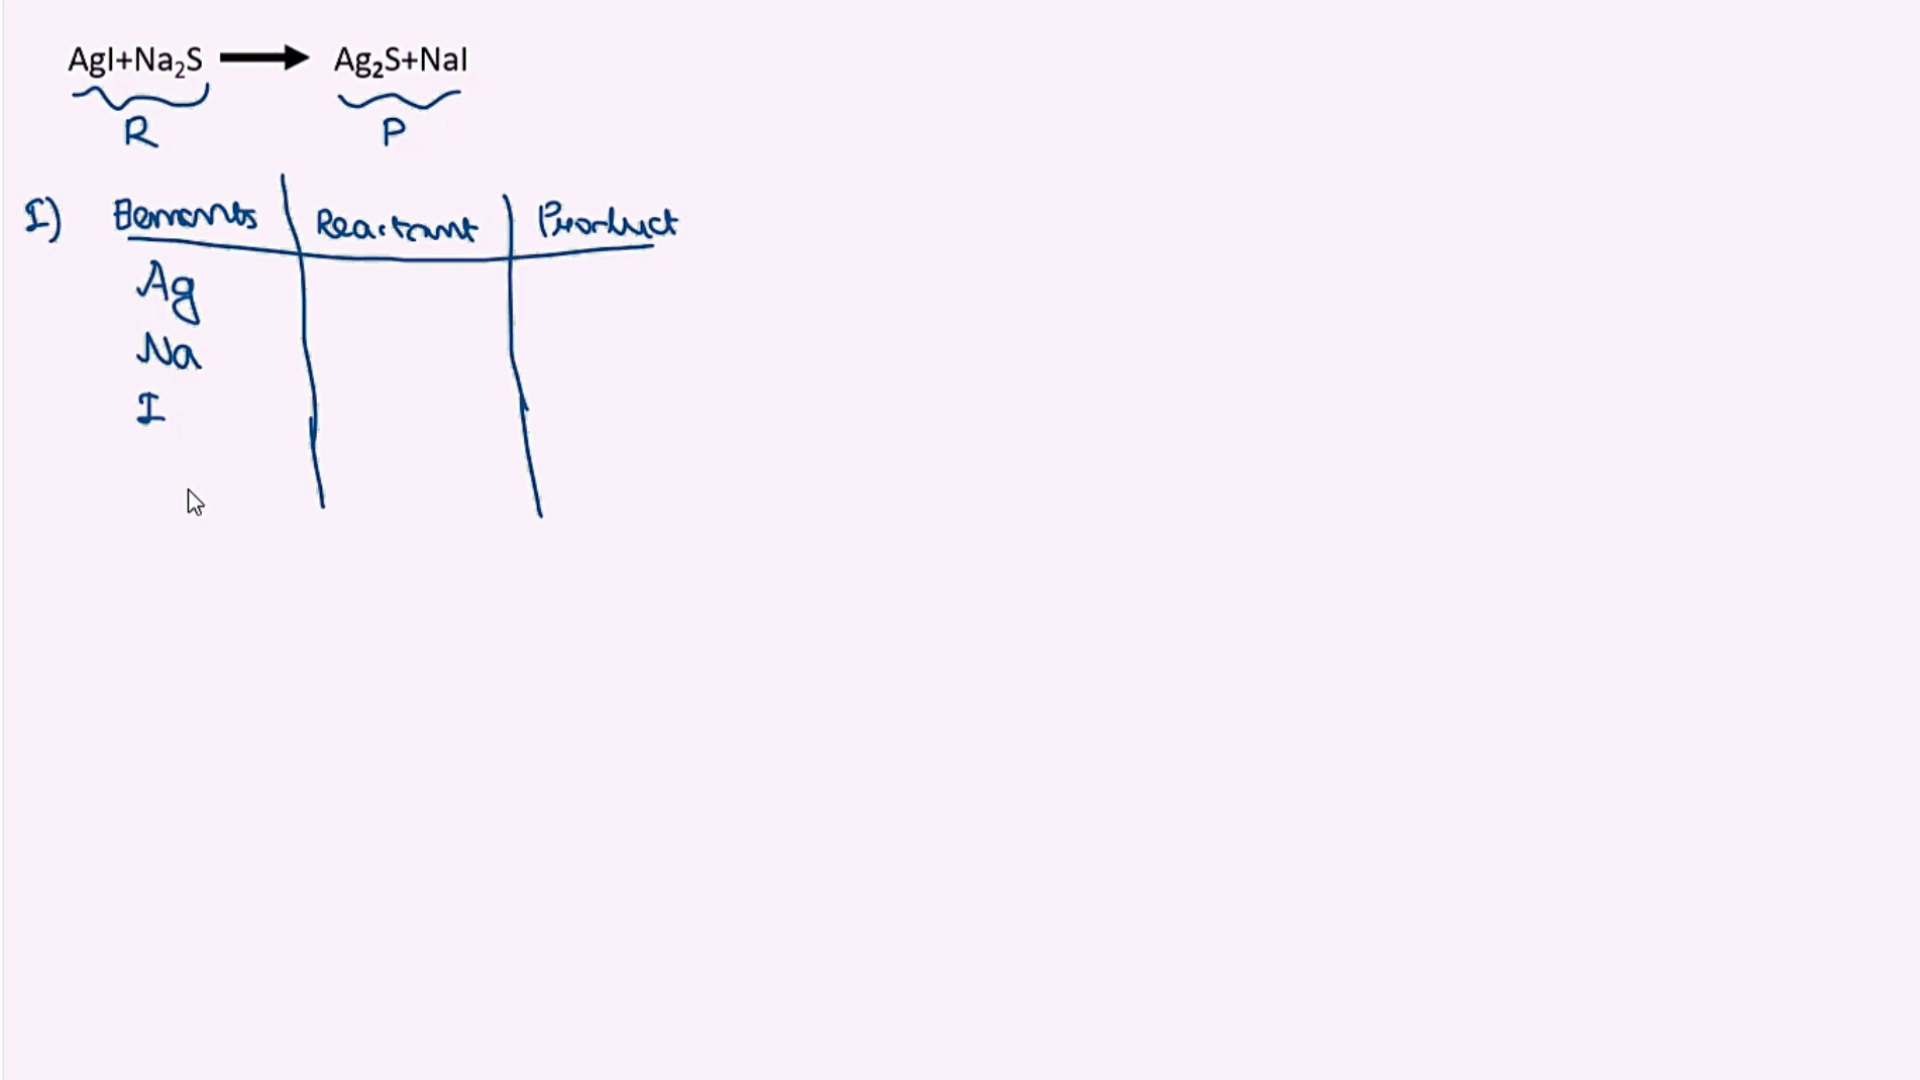 AgI+Na₂S → Ag₂S+NaI
R P
I) Elements Reactant Product
Ag
Na
I